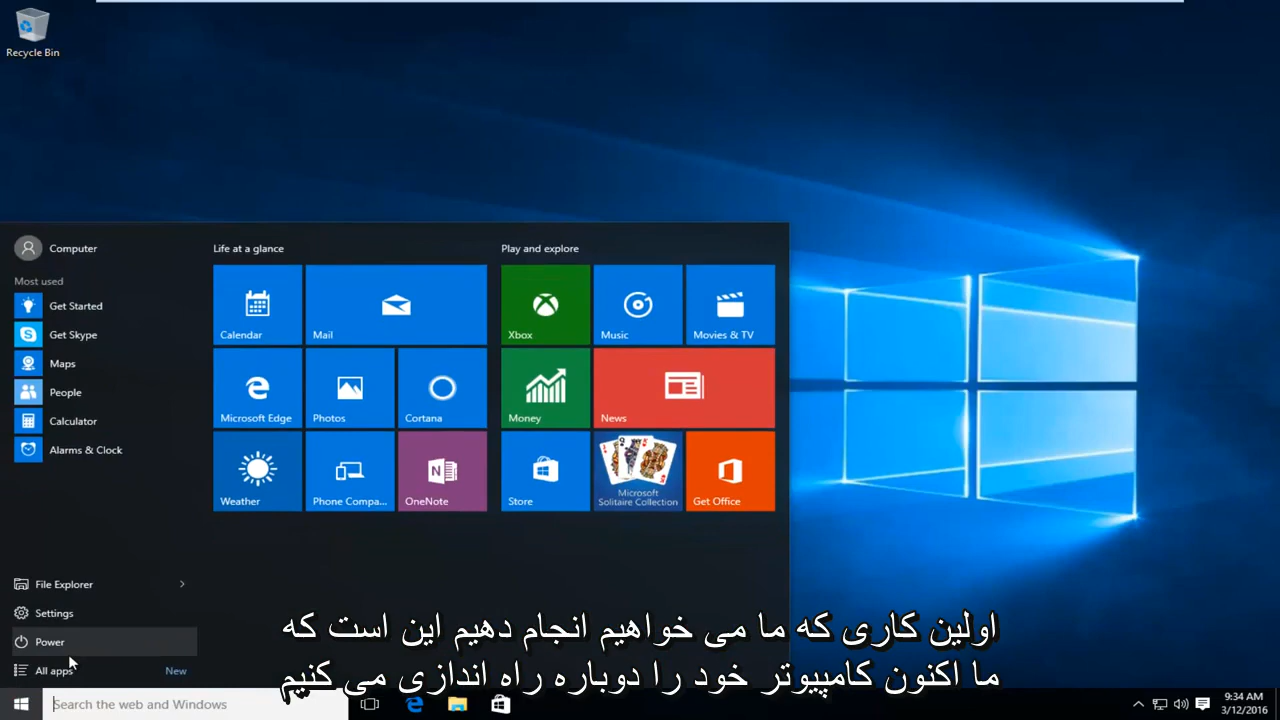 Recycle Bin
Computer
Most used
Get Started
Get Skype
Maps
People
Calculator
Alarms & Clock
File Explorer
Settings
Power
All apps
New
Life at a glance
Calendar
Mail
Microsoft Edge
Photos
Cortana
Weather
Phone Compa...
OneNote
Play and explore
Xbox
Music
Movies & TV
Money
News
Store
Microsoft
Solitaire Collection
Get Office
اولین کاری که ما می خواهیم انجام دهیم این است که
ما اکنون کامپیوتر خود را دوباره راه اندازی می کنیم
Search the web and Windows
9:34 AM
3/12/2016